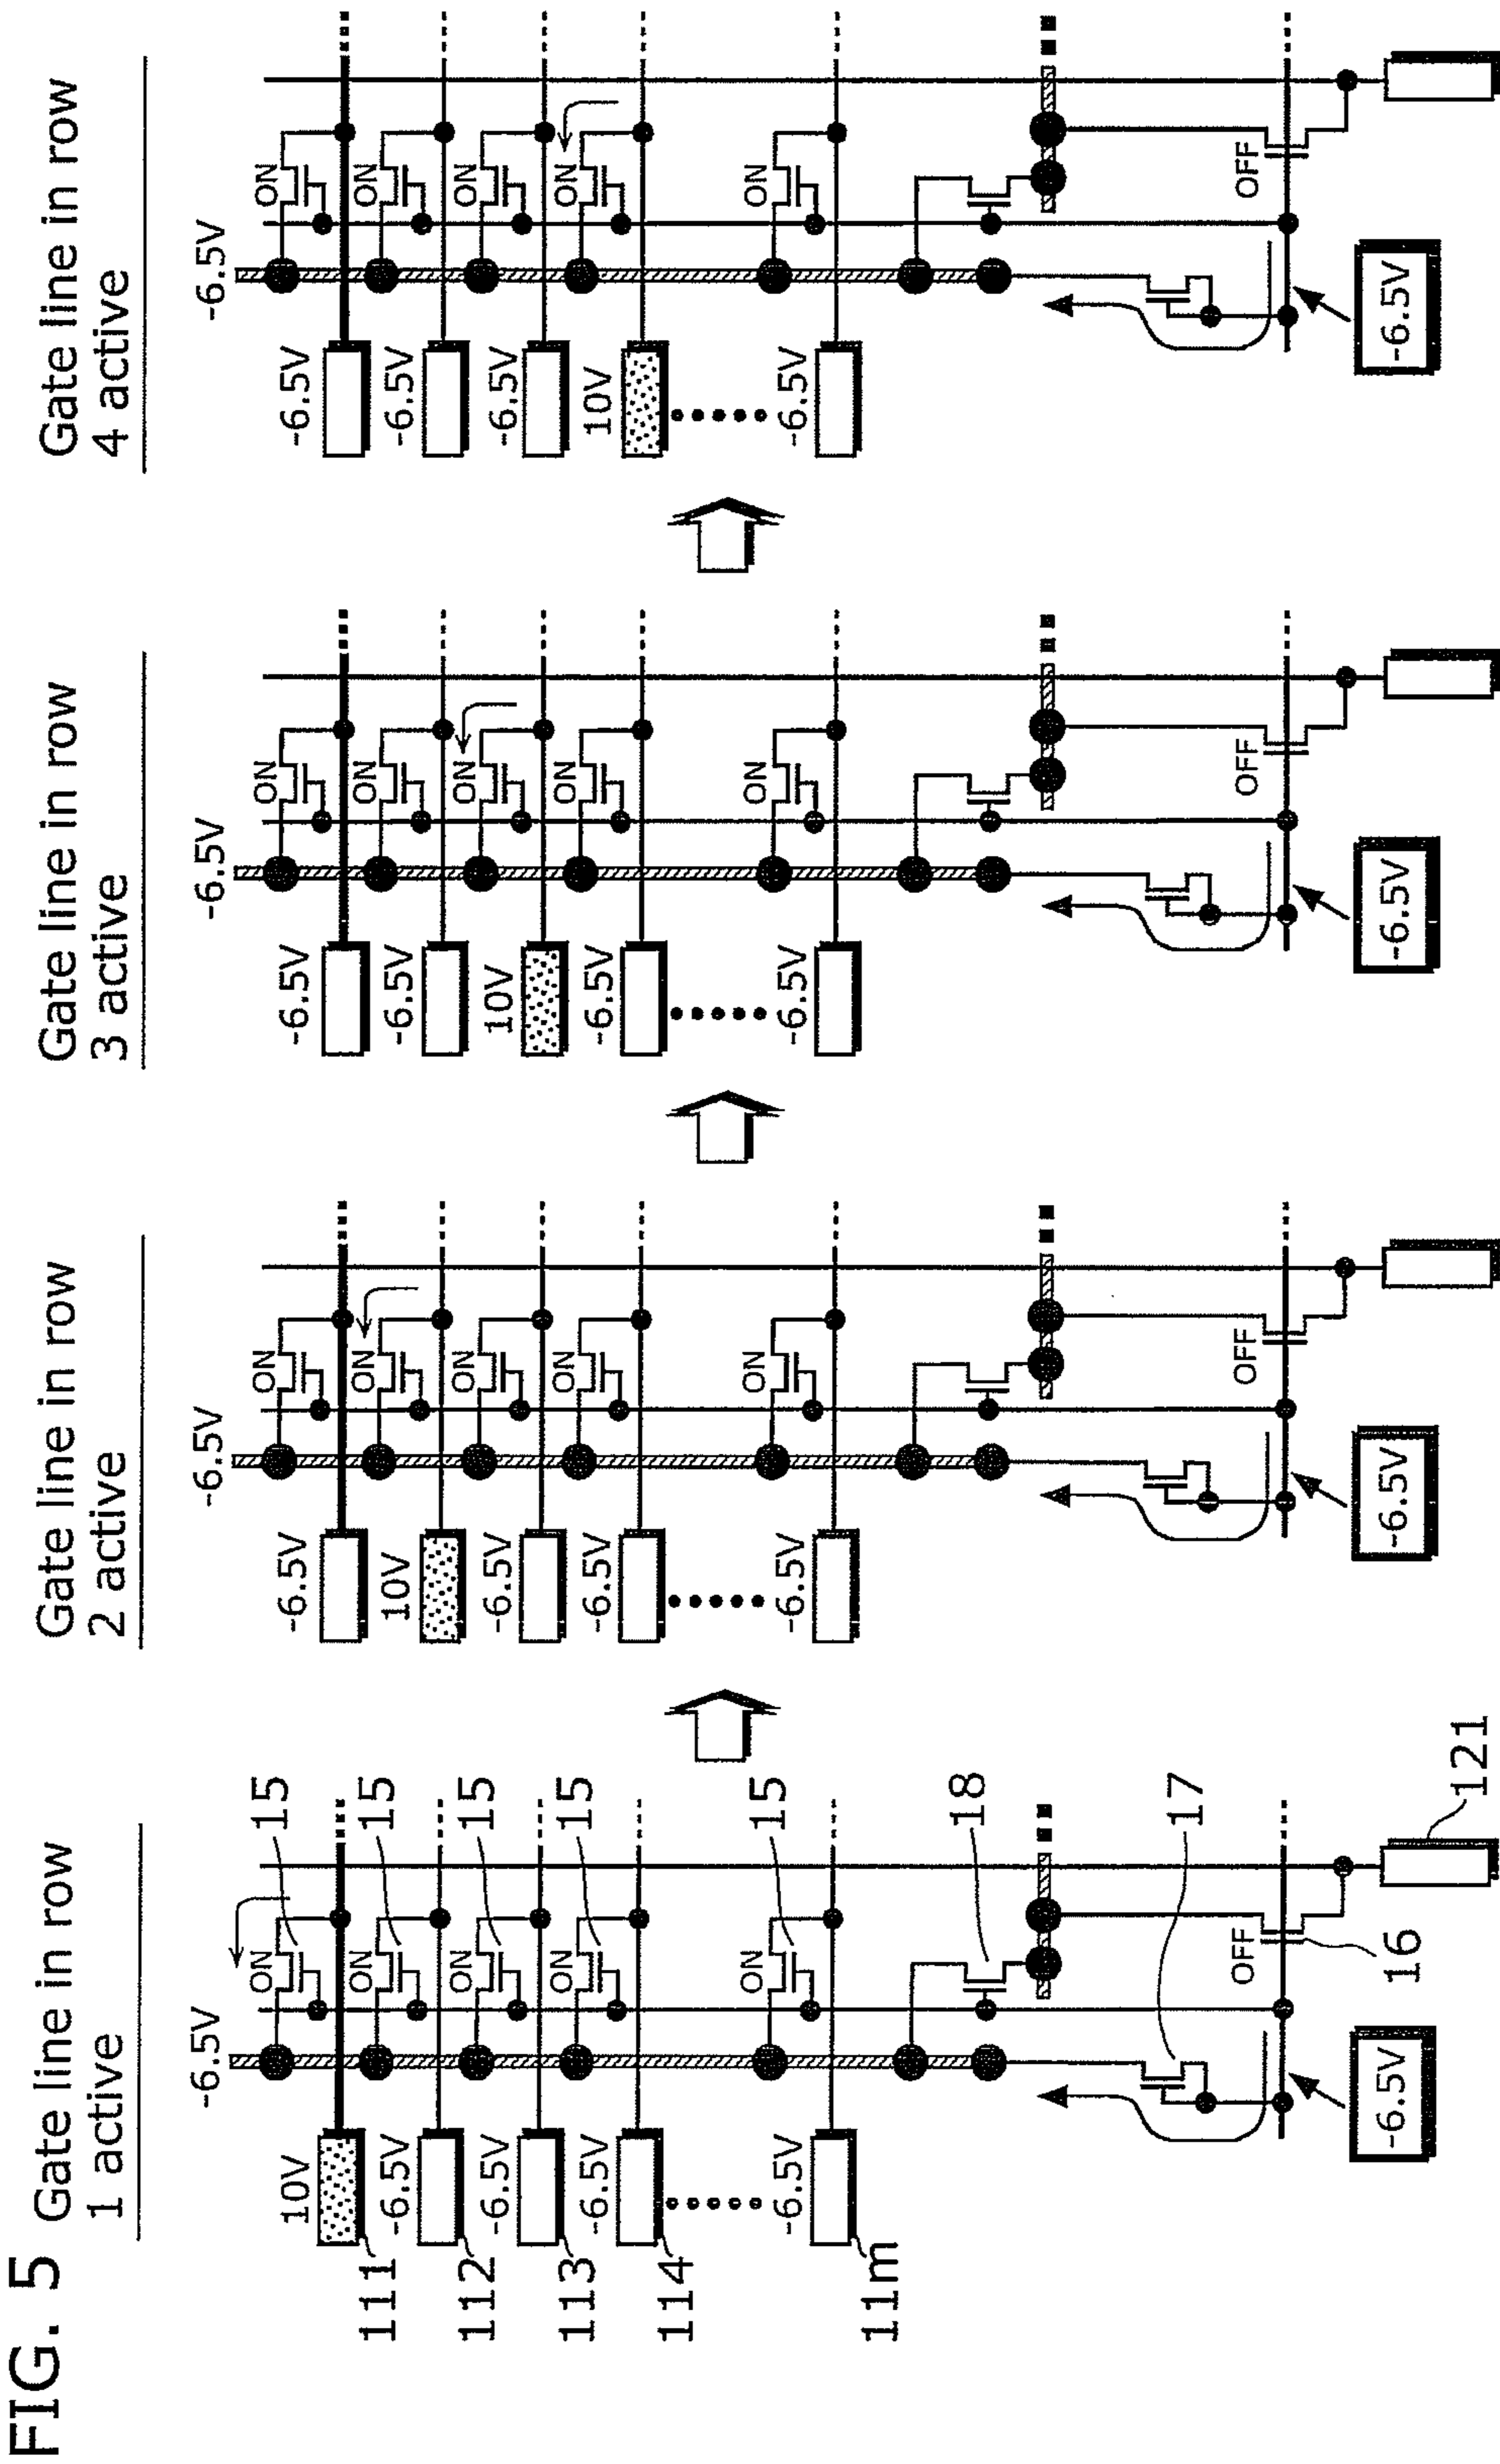 FIG. 5
Gate line in row
1 active
-6.5V
10V
111
ON
15
-6.5V
112
ON
15
-6.5V
113
ON
15
-6.5V
114
ON
15
-6.5V
11m
ON
15
18
17
OFF
16
-6.5V
121
Gate line in row
2 active
-6.5V
-6.5V
ON
10V
ON
-6.5V
ON
-6.5V
ON
-6.5V
ON
OFF
-6.5V
Gate line in row
3 active
-6.5V
-6.5V
ON
-6.5V
ON
10V
ON
-6.5V
ON
-6.5V
ON
OFF
-6.5V
Gate line in row
4 active
-6.5V
-6.5V
ON
-6.5V
ON
-6.5V
ON
10V
ON
-6.5V
ON
OFF
-6.5V